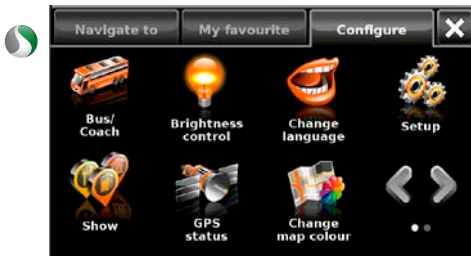 Navigate to My favourite Configure
Bus/
Coach
Brightness
control
Change
language
Setup
Show
GPS
status
Change
map colour